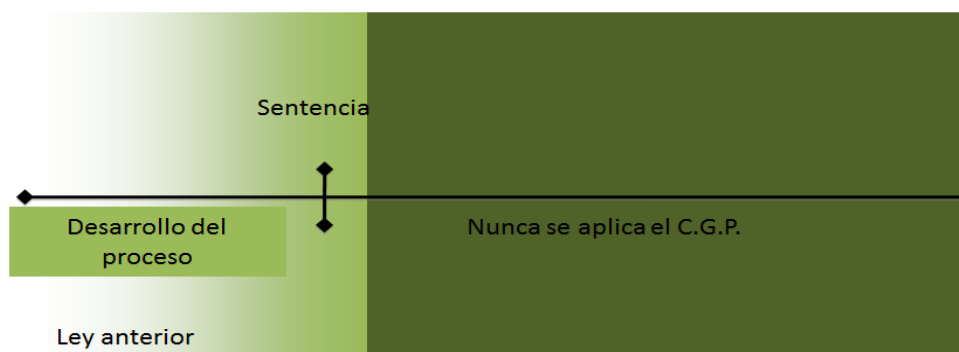 Sentencia
Desarrollo del
proceso
Nunca se aplica el C.G.P.
Ley anterior